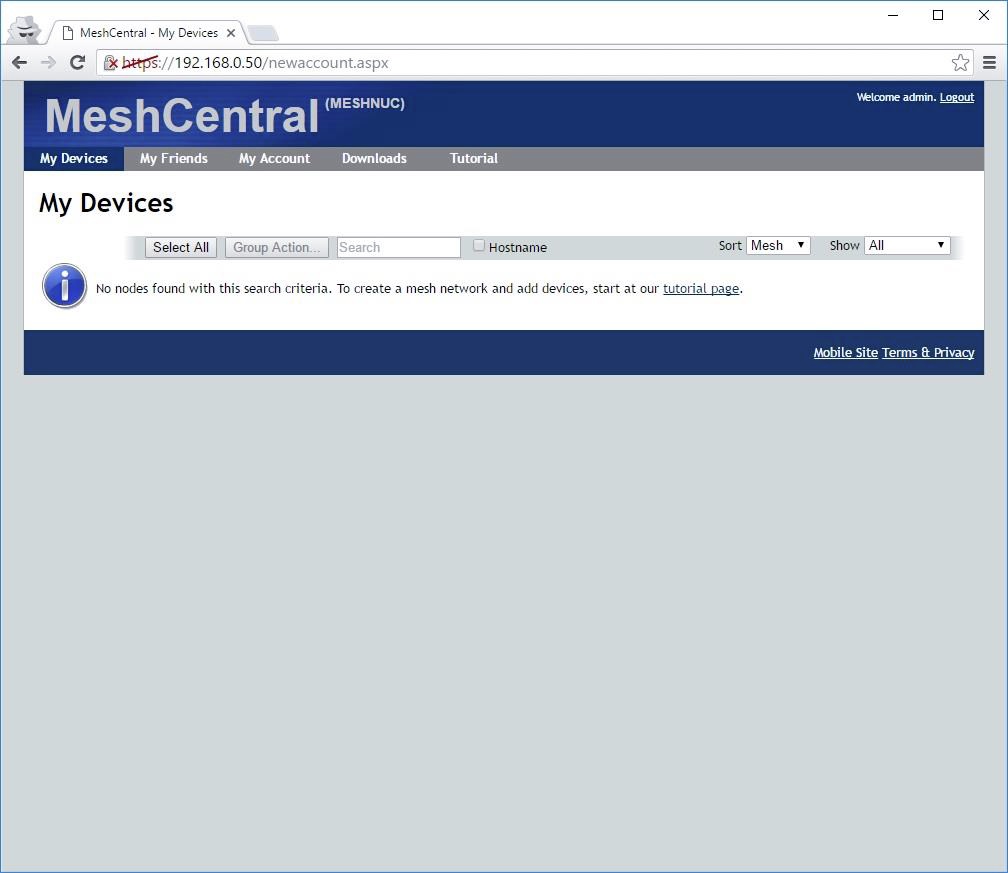 MeshCentral - My Devices
https://192.168.0.50/newaccount.aspx
MeshCentral (MESHNUC)
Welcome admin. Logout
My Devices My Friends My Account Downloads Tutorial
My Devices
Select All Group Action... Search Hostname Sort Mesh Show All
No nodes found with this search criteria. To create a mesh network and add devices, start at our tutorial page.
Mobile Site Terms & Privacy